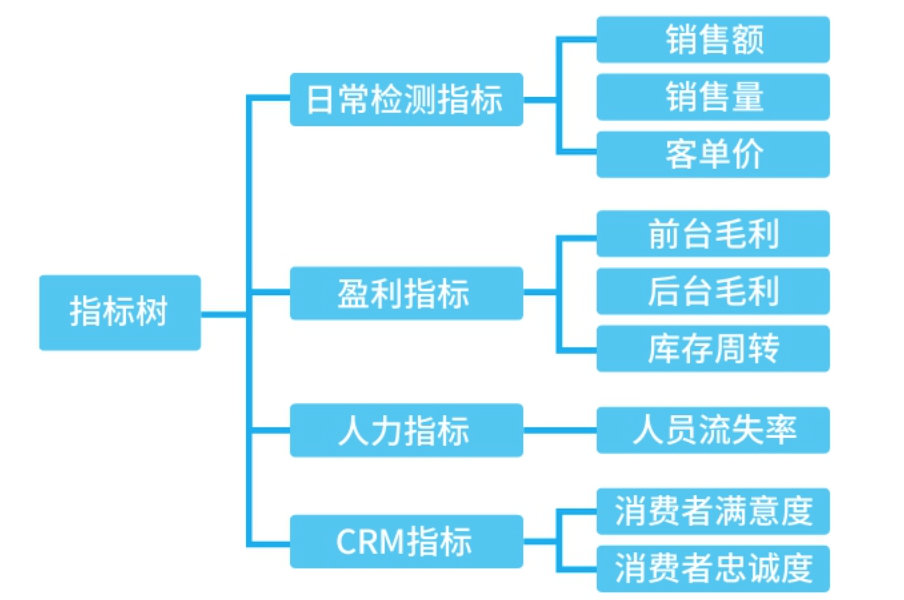 指标树
日常检测指标
销售额
销售量
客单价
盈利指标
前台毛利
后台毛利
库存周转
人力指标
人员流失率
CRM指标
消费者满意度
消费者忠诚度